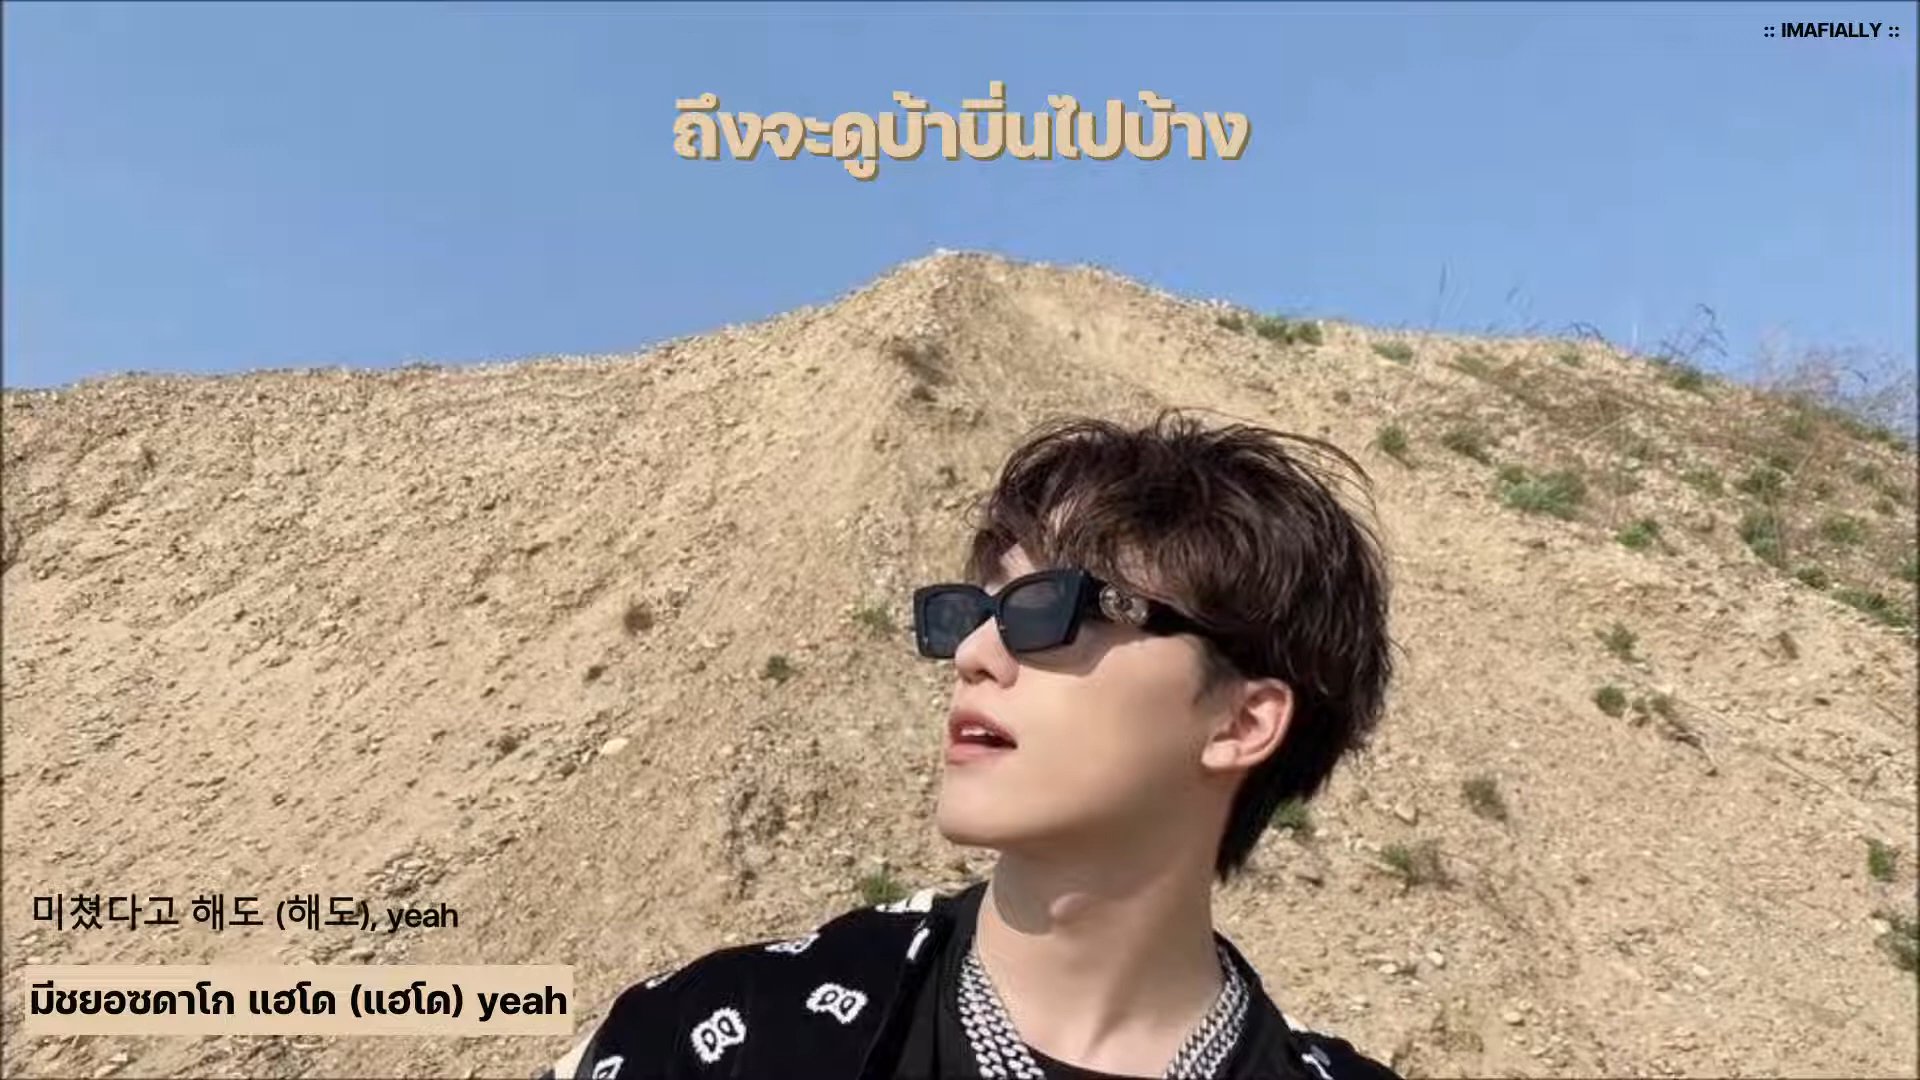 :: IMAFIALLY ::
ถึงจะดูบ้าบิ่นไปบ้าง
미쳤다고 해도 (해도), yeah
มีชยอซดาโก แฮโด (แฮโด) yeah